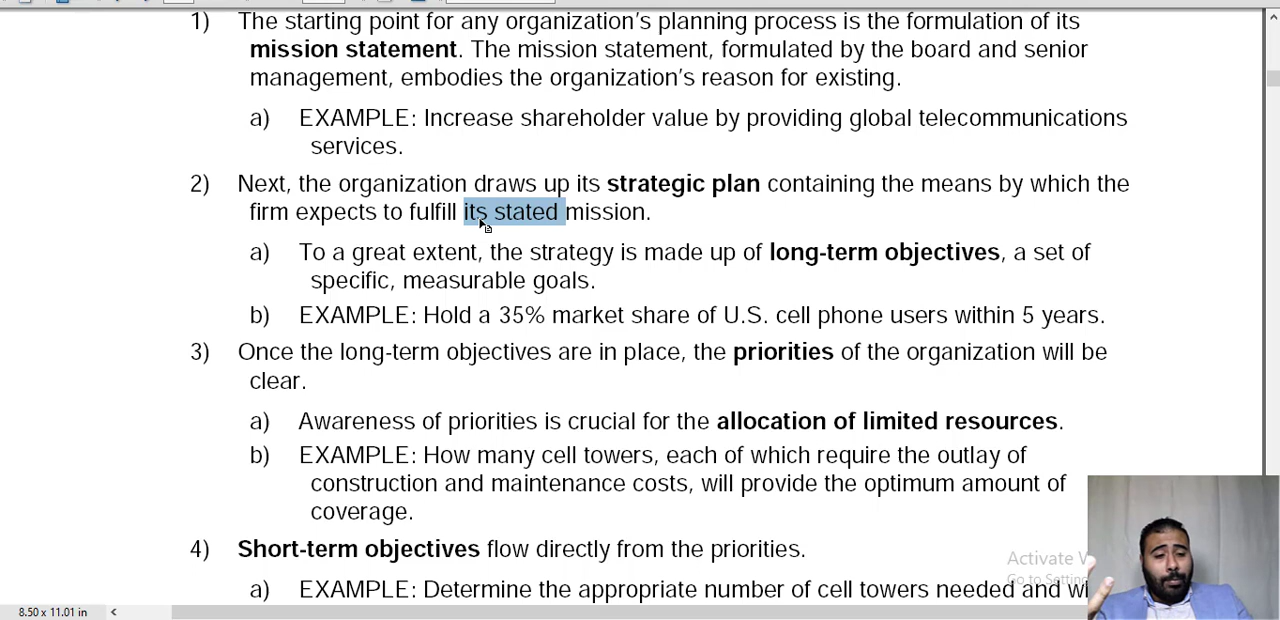 1) The starting point for any organization's planning process is the formulation of its
mission statement. The mission statement, formulated by the board and senior
management, embodies the organization's reason for existing.
a) EXAMPLE: Increase shareholder value by providing global telecommunications
services.
2) Next, the organization draws up its strategic plan containing the means by which the
firm expects to fulfill its stated mission.
a) To a great extent, the strategy is made up of long-term objectives, a set of
specific, measurable goals.
b) EXAMPLE: Hold a 35% market share of U.S. cell phone users within 5 years.
3) Once the long-term objectives are in place, the priorities of the organization will be
clear.
a) Awareness of priorities is crucial for the allocation of limited resources.
b) EXAMPLE: How many cell towers, each of which require the outlay of
construction and maintenance costs, will provide the optimum amount of
coverage.
4) Short-term objectives flow directly from the priorities.
Activate
Go to
a) EXAMPLE: Determine the appropriate number of cell towers needed and
8.50 x 11.01 in